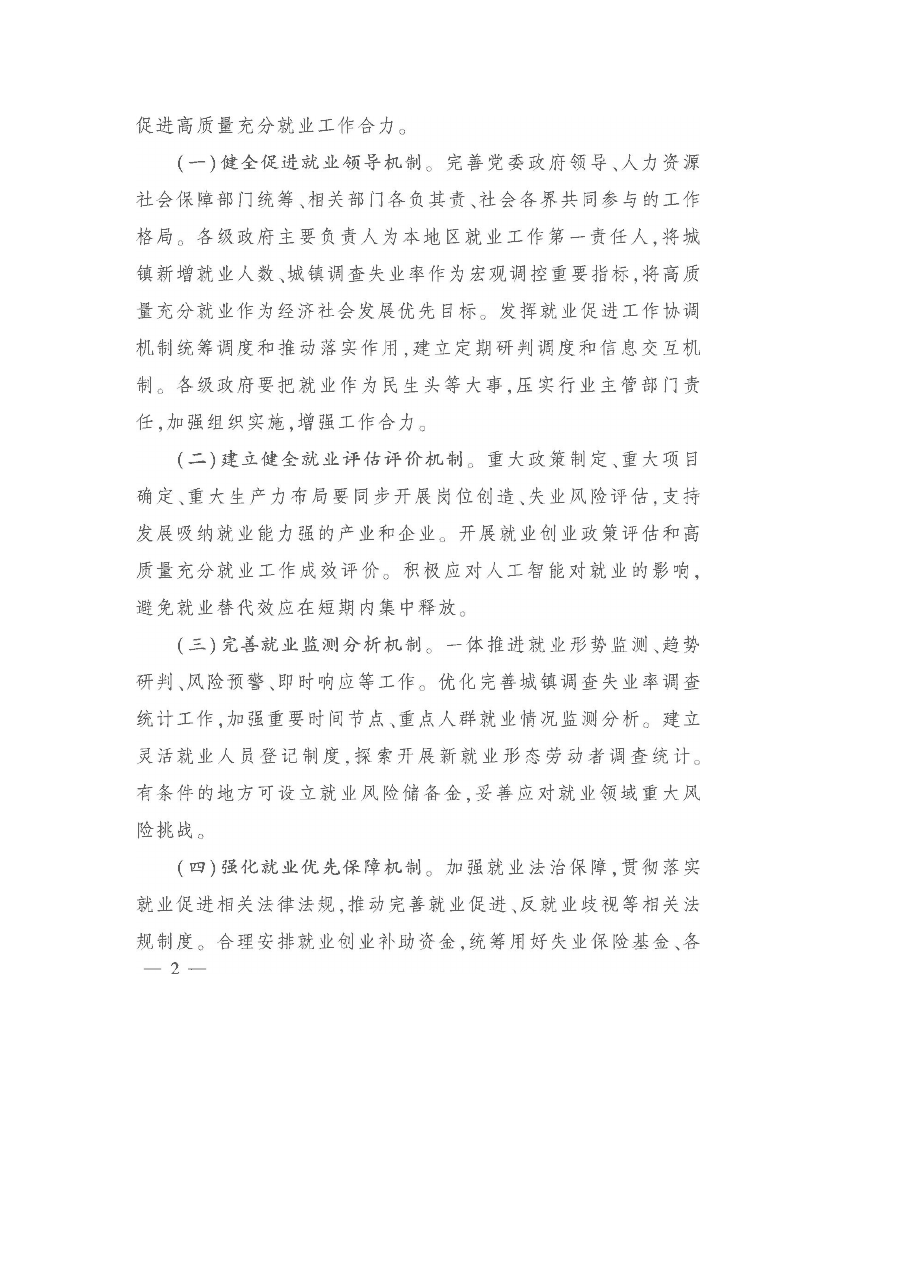 促进高质量充分就业工作合力。
(一)健全促进就业领导机制。完善党委政府领导、人力资源
社会保障部门统筹、相关部门各负其责、社会各界共同参与的工作
格局。各级政府主要负责人为本地区就业工作第一责任人,将城
镇新增就业人数、城镇调查失业率作为宏观调控重要指标,将高质
量充分就业作为经济社会发展优先目标。发挥就业促进工作协调
机制统筹调度和推动落实作用,建立定期研判调度和信息交互机
制。各级政府要把就业作为民生头等大事,压实行业主管部门责
任,加强组织实施,增强工作合力。
(二)建立健全就业评估评价机制。重大政策制定、重大项目
确定、重大生产力布局要同步开展岗位创造、失业风险评估,支持
发展吸纳就业能力强的产业和企业。开展就业创业政策评估和高
质量充分就业工作成效评价。积极应对人工智能对就业的影响,
避免就业替代效应在短期内集中释放。
(三)完善就业监测分析机制。一体推进就业形势监测、趋势
研判、风险预警、即时响应等工作。优化完善城镇调查失业率调查
统计工作,加强重要时间节点、重点人群就业情况监测分析。建立
灵活就业人员登记制度,探索开展新就业形态劳动者调查统计。
有条件的地方可设立就业风险储备金,妥善应对就业领域重大风
险挑战。
(四)强化就业优先保障机制。加强就业法治保障,贯彻落实
就业促进相关法律法规,推动完善就业促进、反就业歧视等相关法
规制度。合理安排就业创业补助资金,统筹用好失业保险基金、各
— 2 —